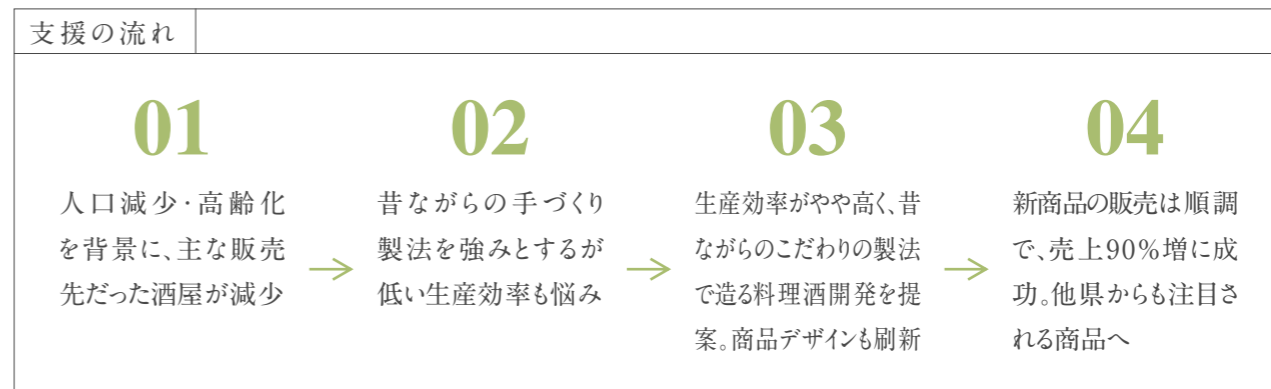 支援の流れ
01
人口減少・高齢化
を背景に、主な販売
先だった酒屋が減少
02
昔ながらの手づくり
製法を強みとするが
低い生産効率も悩み
03
生産効率がやや高く、昔
ながらのこだわりの製法
で造る料理酒開発を提
案。商品デザインも刷新
04
新商品の販売は順調
で、売上90%増に成
功。他県からも注目さ
れる商品へ